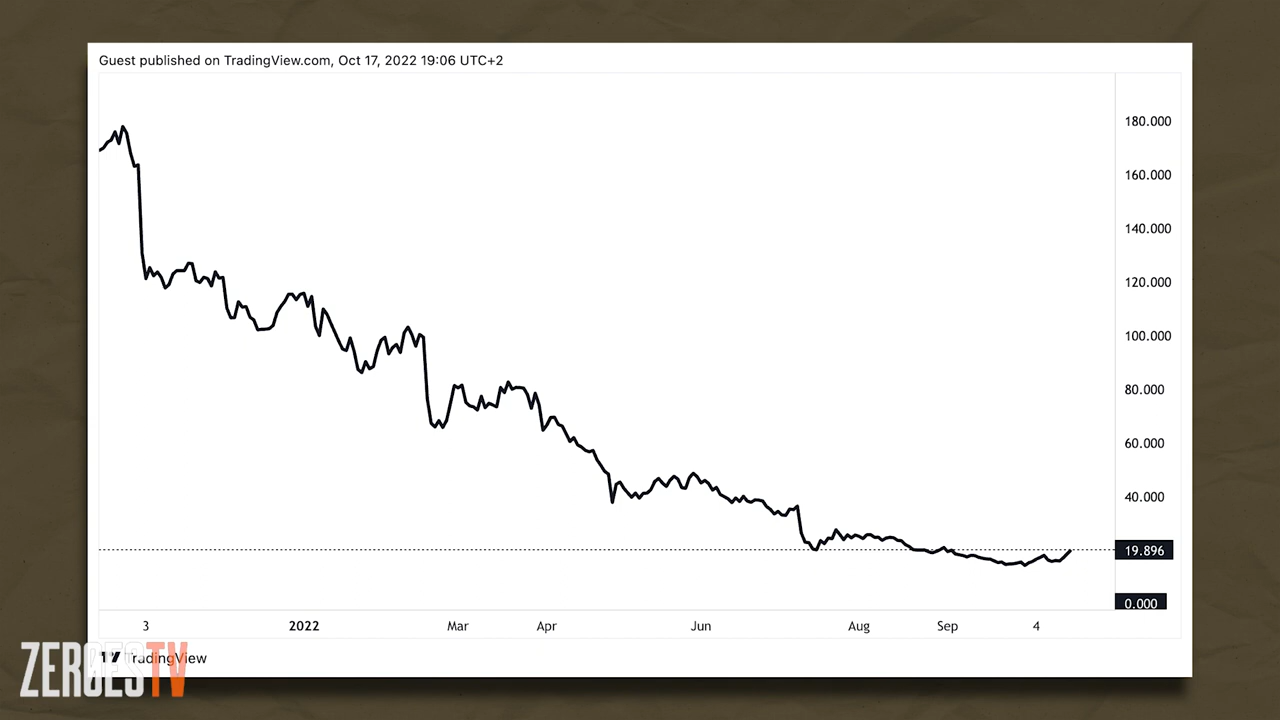 Guest published on TradingView.com, Oct 17, 2022 19:06 UTC+2
180.000
160.000
140.000
120.000
100.000
80.000
60.000
40.000
19.896
0.000
3 2022 Mar Apr Jun Aug Sep 4
TradingView
ZEROESTV